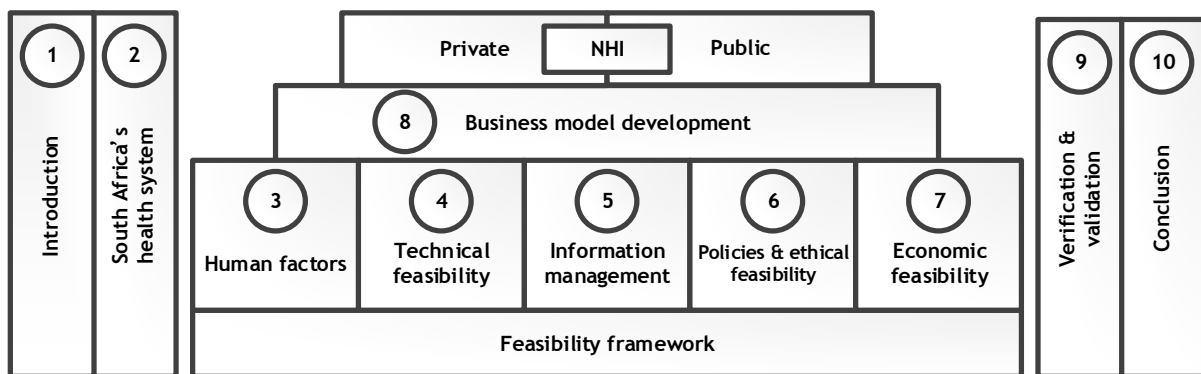 1
Introduction
2
South Africa's
health system
Private
NHI
Public
8
Business model development
3
Human factors
4
Technical
feasibility
5
Information
management
6
Policies & ethical
feasibility
7
Economic
feasibility
Feasibility framework
9
Verification &
validation
10
Conclusion